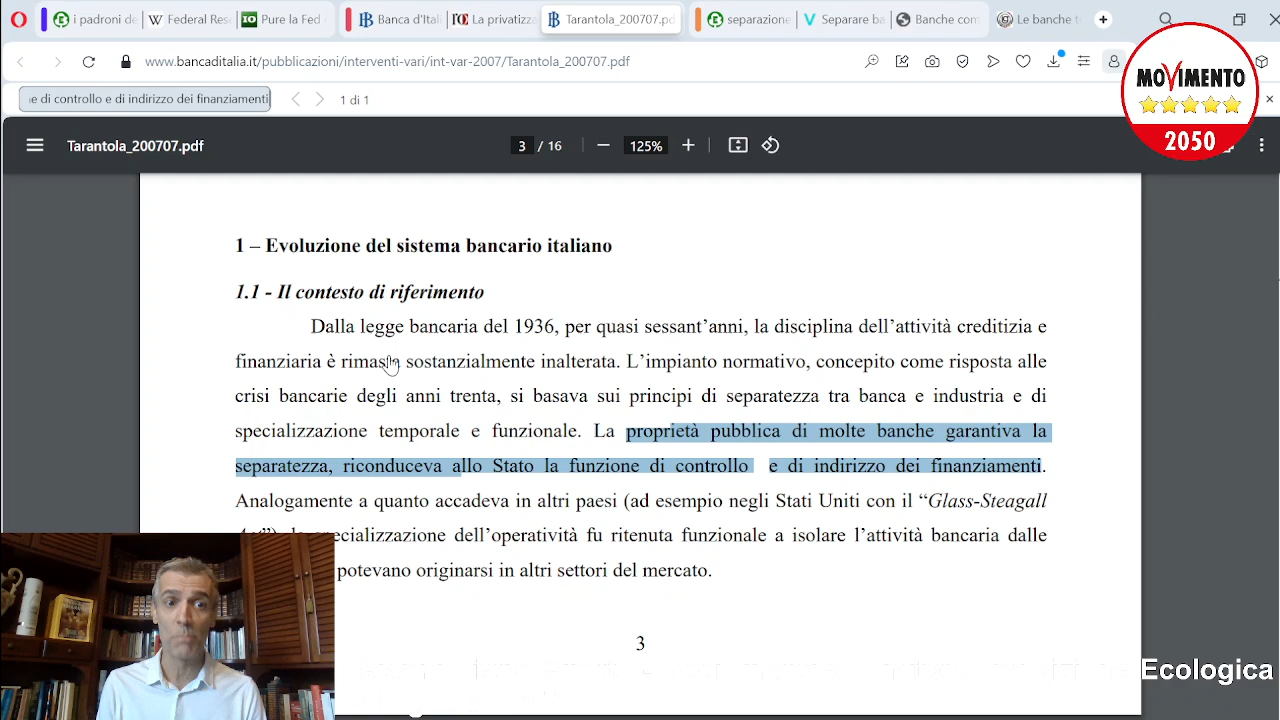 i padroni de
Federal Res
Pure la Fed
Banca d'Itali
La privatizza
Tarantola_200707.pd
separazione
Separare ba
Banche com
Le banche t
www.bancaditalia.it/pubblicazioni/interventi-vari/int-var-2007/Tarantola_200707.pdf
e di controllo e di indirizzo dei finanziamenti
1 di 1
MOVIMENTO
2050
Tarantola_200707.pdf
3 / 16
125%
1 – Evoluzione del sistema bancario italiano
1.1 - Il contesto di riferimento
Dalla legge bancaria del 1936, per quasi sessant'anni, la disciplina dell'attività creditizia e
finanziaria è rimasta sostanzialmente inalterata. L'impianto normativo, concepito come risposta alle
crisi bancarie degli anni trenta, si basava sui principi di separatezza tra banca e industria e di
specializzazione temporale e funzionale. La proprietà pubblica di molte banche garantiva la
separatezza, riconduceva allo Stato la funzione di controllo e di indirizzo dei finanziamenti.
Analogamente a quanto accadeva in altri paesi (ad esempio negli Stati Uniti con il “Glass-Steagall
specializzazione dell'operatività fu ritenuta funzionale a isolare l'attività bancaria dalle
potevano originarsi in altri settori del mercato.
3
Ecologica